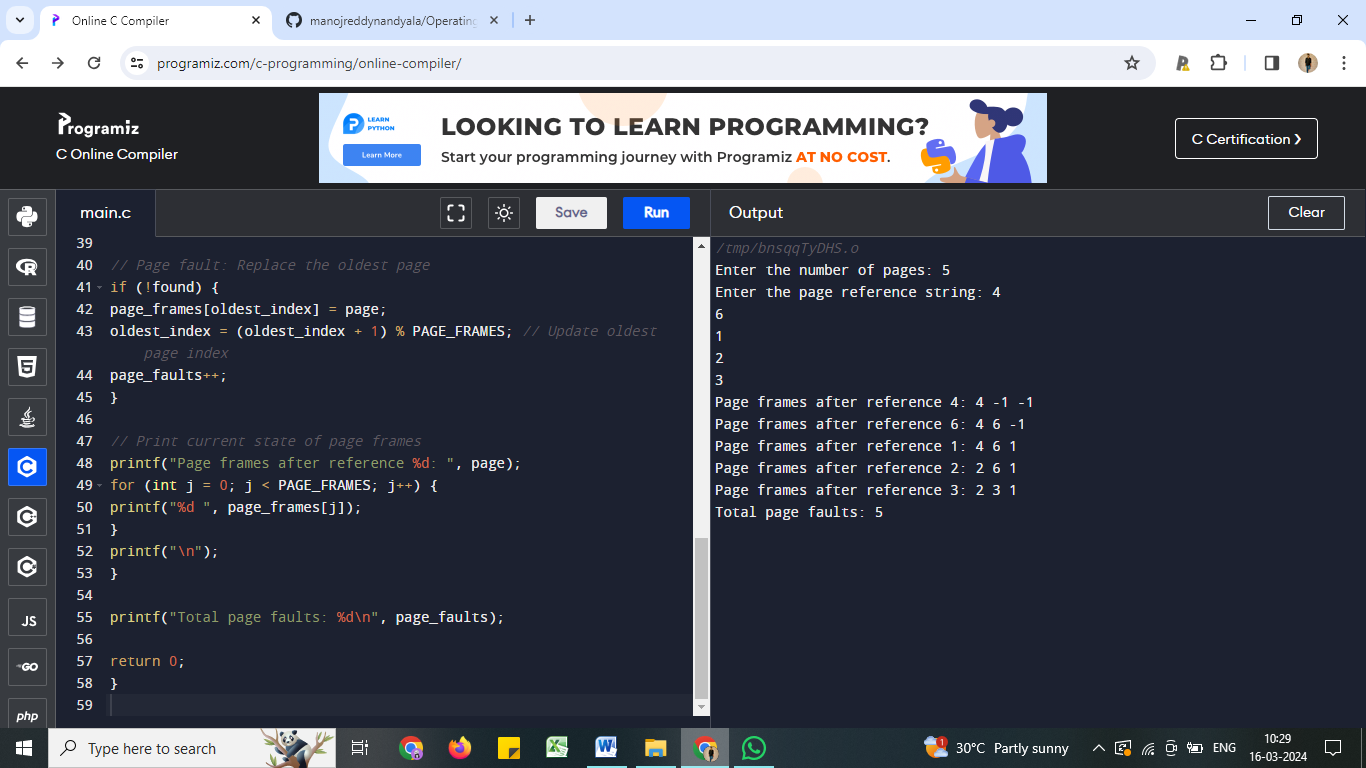 Online C Compiler
manojreddynandyala/Operating
programiz.com/c-programming/online-compiler/
Programiz
C Online Compiler
LEARN
PYTHON
Learn More
LOOKING TO LEARN PROGRAMMING?
Start your programming journey with Programiz AT NO COST.
C Certification
main.c
Save
Run
Output
Clear
39
40 // Page fault: Replace the oldest page
41 if (!found) {
42 page_frames[oldest_index] = page;
43 oldest_index = (oldest_index + 1) % PAGE_FRAMES; // Update oldest
page index
44 page_faults++;
45 }
46
47 // Print current state of page frames
48 printf("Page frames after reference %d: ", page);
49 for (int j = 0; j < PAGE_FRAMES; j++) {
50 printf("%d ", page_frames[j]);
51 }
52 printf("\n");
53 }
54
55 printf("Total page faults: %d\n", page_faults);
56
57 return 0;
58 }
59
/tmp/bnsqqTyDHS.o
Enter the number of pages: 5
Enter the page reference string: 4
6
1
2
3
Page frames after reference 4: 4 -1 -1
Page frames after reference 6: 4 6 -1
Page frames after reference 1: 4 6 1
Page frames after reference 2: 2 6 1
Page frames after reference 3: 2 3 1
Total page faults: 5
JS
GO
php
Type here to search
1
30°C Partly sunny
ENG
10:29
16-03-2024